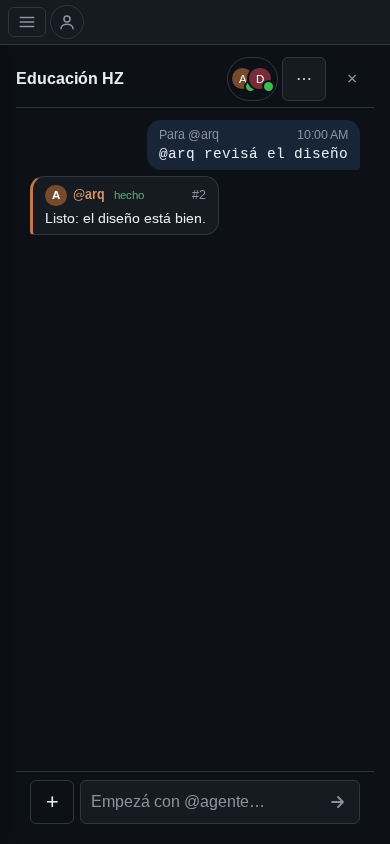 Educación HZ
A D
...
×
Para @arq 10:00 AM
@arq revisá el diseño
A @arq hecho #2
Listo: el diseño está bien.
+ Empezá con @agente…